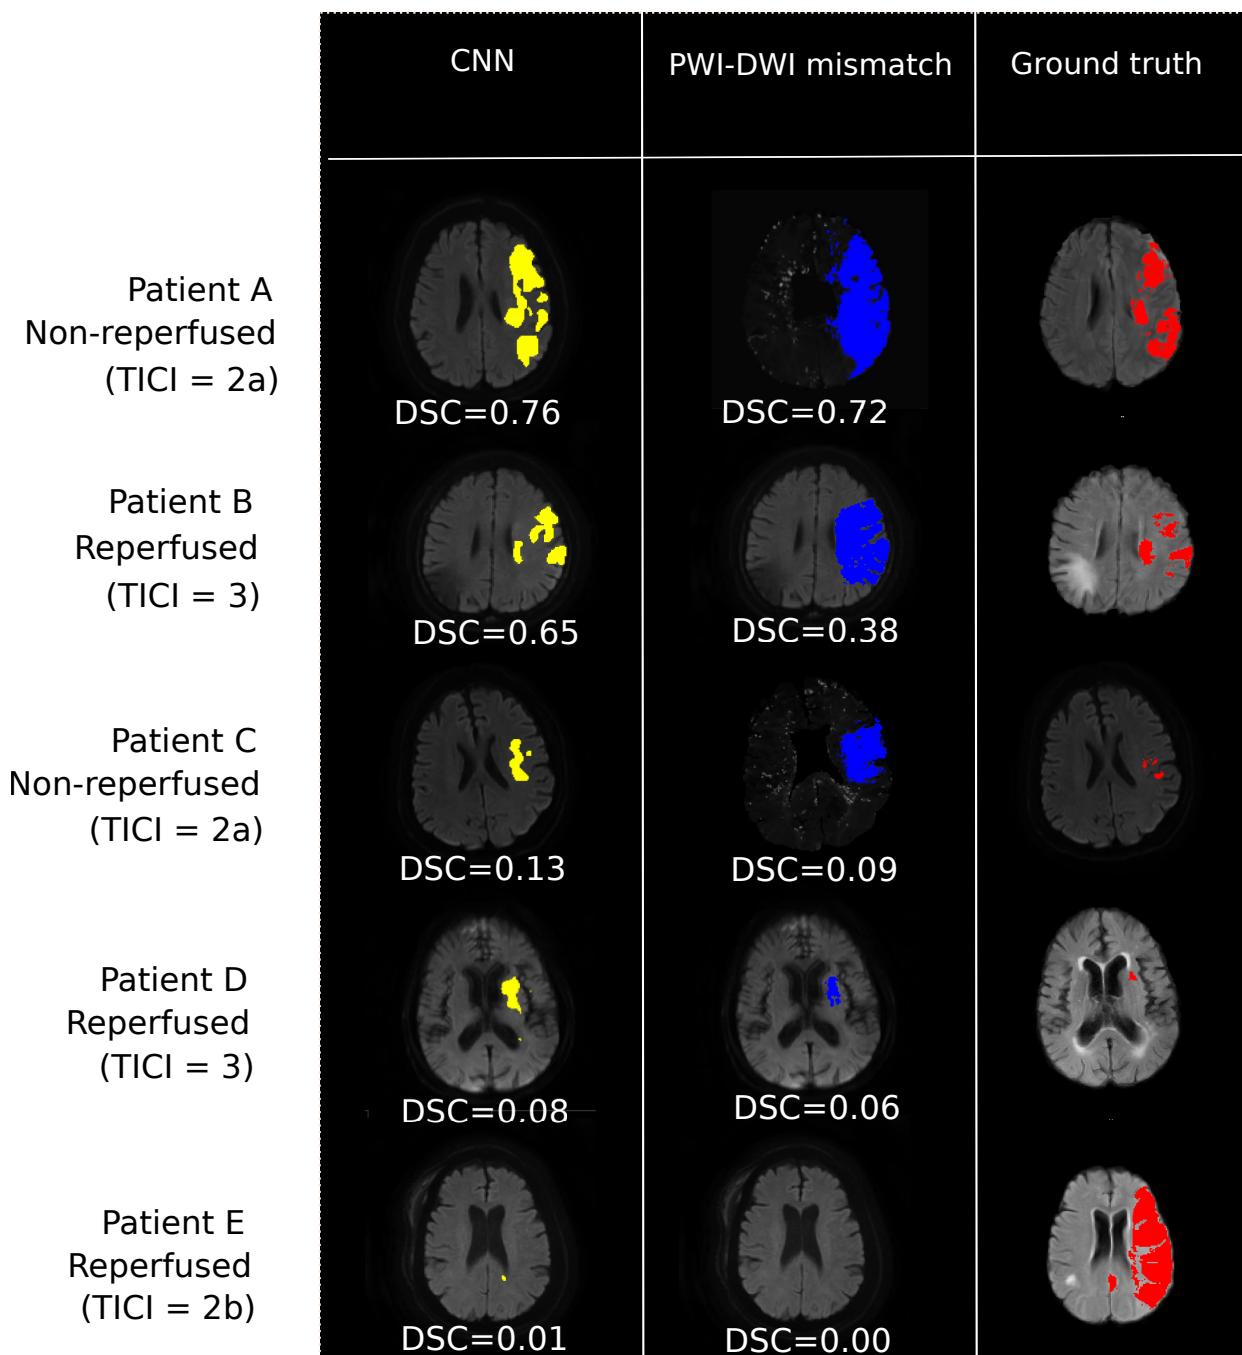 CNN
PWI-DWI mismatch
Ground truth
Patient A
Non-reperfused
(TICI = 2a)
DSC=0.76
DSC=0.72
Patient B
Reperfused
(TICI = 3)
DSC=0.65
DSC=0.38
Patient C
Non-reperfused
(TICI = 2a)
DSC=0.13
DSC=0.09
Patient D
Reperfused
(TICI = 3)
DSC=0.08
DSC=0.06
Patient E
Reperfused
(TICI = 2b)
DSC=0.01
DSC=0.00